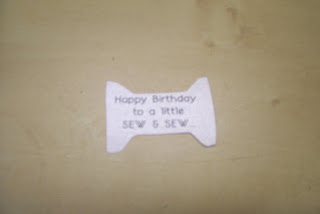 Happy Birthday
to a little
SEW & SEW...